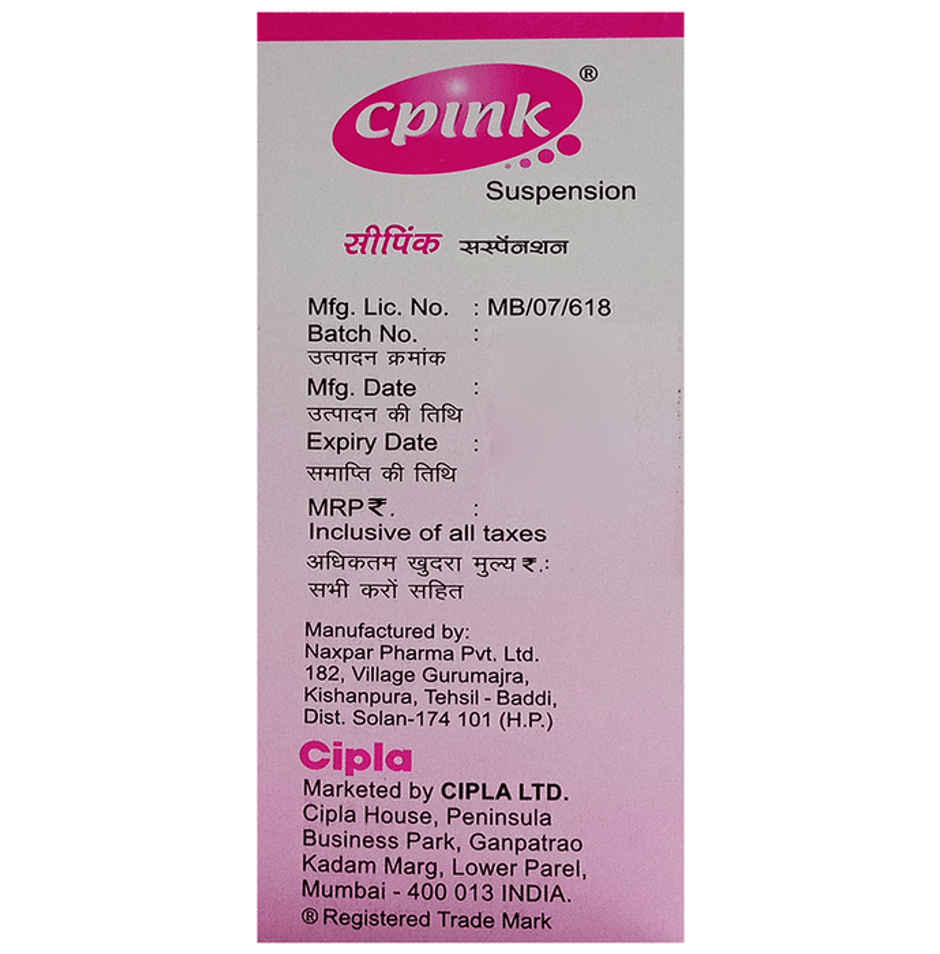 cpink®
Suspension
सीपिंक सस्पेंनशन
Mfg. Lic. No. : MB/07/618
Batch No. :
उत्पादन क्रमांक
Mfg. Date :
उत्पादन की तिथि
Expiry Date :
समाप्ति की तिथि
MRP ₹. :
Inclusive of all taxes
अधिकतम खुदरा मुल्य ₹.:
सभी करों सहित
Manufactured by:
Naxpar Pharma Pvt. Ltd.
182, Village Gurumajra,
Kishanpura, Tehsil - Baddi,
Dist. Solan-174 101 (H.P.)
Cipla
Marketed by CIPLA LTD.
Cipla House, Peninsula
Business Park, Ganpatrao
Kadam Marg, Lower Parel,
Mumbai - 400 013 INDIA.
® Registered Trade Mark